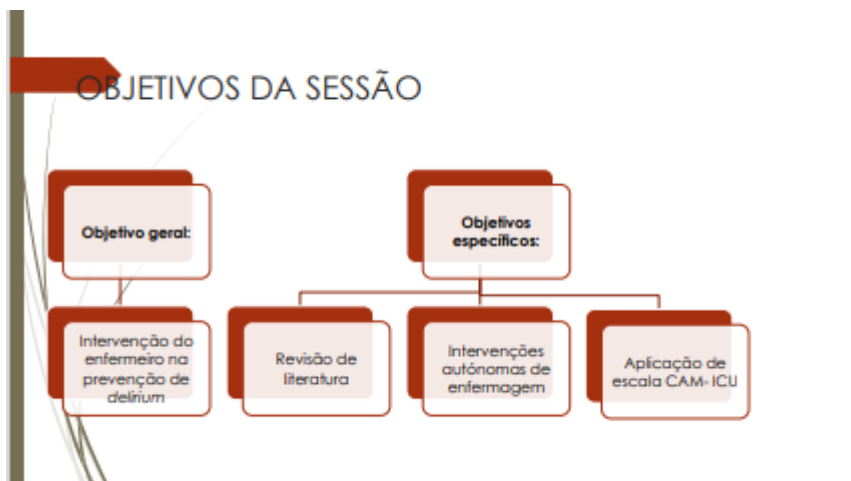 OBJETIVOS DA SESSÃO
Objetivo geral:
Intervenção do
enfermeiro na
prevenção de
delirium
Objetivos
específicos:
Revisão de
literatura
Intervenções
autónomas de
enfermagem
Aplicação de
escala CAM- ICU